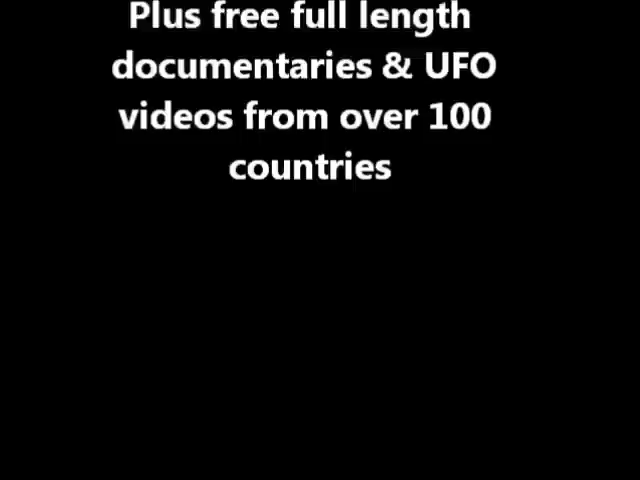 Plus free full length
documentaries & UFO
videos from over 100
countries